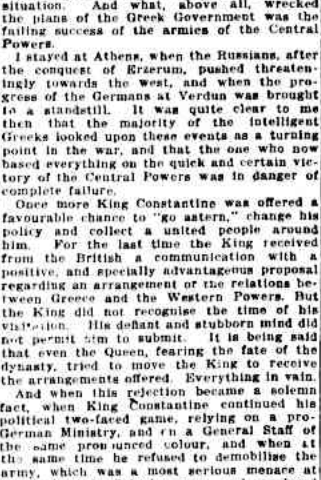 situation. And what, above all, wrecked
the plans of the Greek Government was the
failing success of the armies of the Central
Powers.
I stayed at Athens, when the Russians, after
the conquest of Erzerum, pushed threaten-
ingly towards the west, and when the pro-
gress of the Germans at Verdun was brought
to a standstill. It was quite clear to me
then that the majority of the intelligent
Greeks looked upon these events as a turning
point in the war, and that the one who now
based everything on the quick and certain vic-
tory of the Central Powers was in danger of
complete failure.
Once more King Constantine was offered a
favourable chance to "go astern," change his
policy and collect a united people around
him. For the last time the King received
from the British a communication with a
positive, and specially advantageous proposal
regarding an arrangement or the relations be-
tween Greece and the Western Powers. But
the King did not recognise the time of his
visitation. His defiant and stubborn mind did
not permit him to submit. It is being said
that even the Queen, fearing the fate of the
dynasty, tried to move the King to receive
the arrangements offered. Everything in vain.
And when this rejection became a solemn
fact, when King Constantine continued his
political two-faced game, relying on a pro-
German Ministry, and on a General Staff of
the same pronounced colour, and when at
the same time he refused to demobilise the
army, which was a most serious menace at